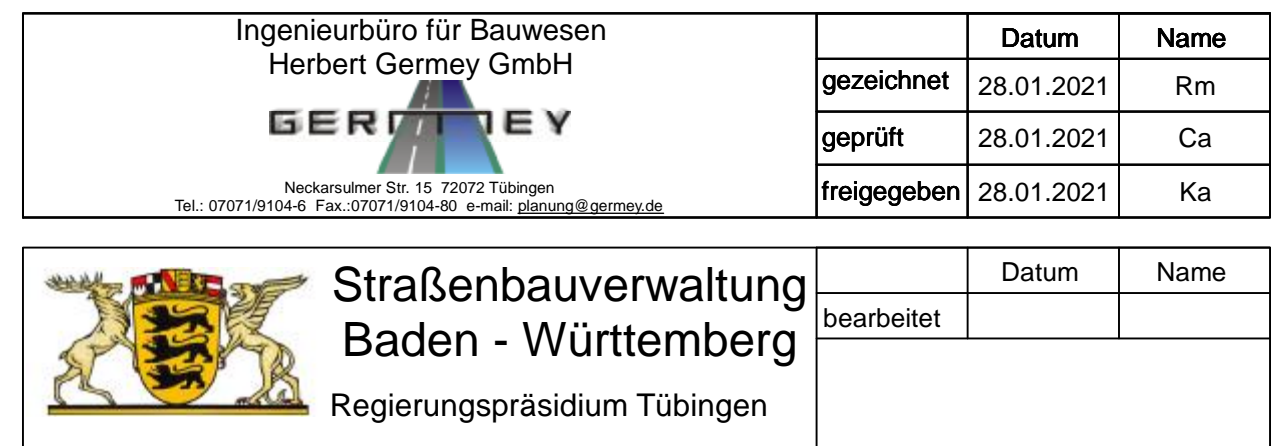 Ingenieurbüro für Bauwesen
Herbert Germey GmbH
GERMEY
Neckarsulmer Str. 15 72072 Tübingen
Tel.: 07071/9104-6 Fax.:07071/9104-80 e-mail: planung@germey.de
Datum Name
gezeichnet 28.01.2021 Rm
geprüft 28.01.2021 Ca
freigegeben 28.01.2021 Ka
Straßenbauverwaltung
Baden - Württemberg
Regierungspräsidium Tübingen
Datum Name
bearbeitet